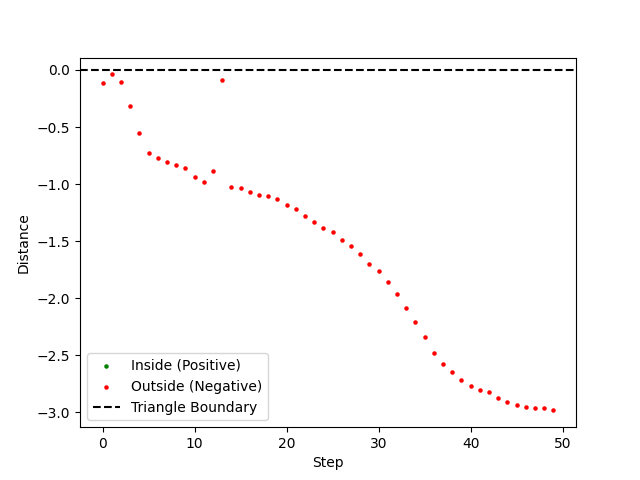 0.0
−0.5
−1.0
−1.5
−2.0
−2.5
−3.0
Distance
Inside (Positive)
Outside (Negative)
Triangle Boundary
0 10 20 30 40 50
Step